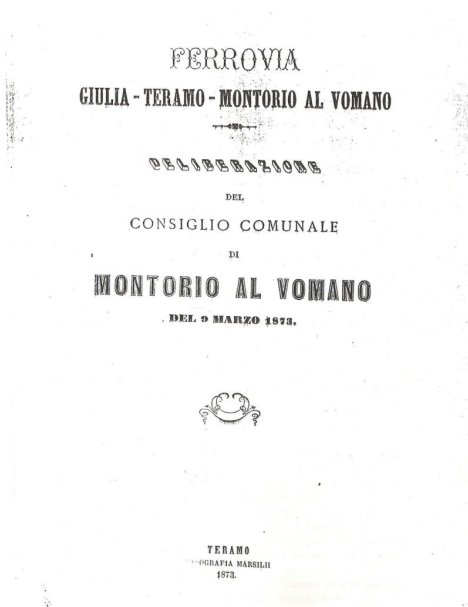 FERROVIA
GIULIA - TERAMO - MONTORIO AL VOMANO
DELIBERAZIONE
DEL
CONSIGLIO COMUNALE
DI
MONTORIO AL VOMANO
DEL 9 MARZO 1873.
TERAMO
OGRAFIA MARSILII
1873.